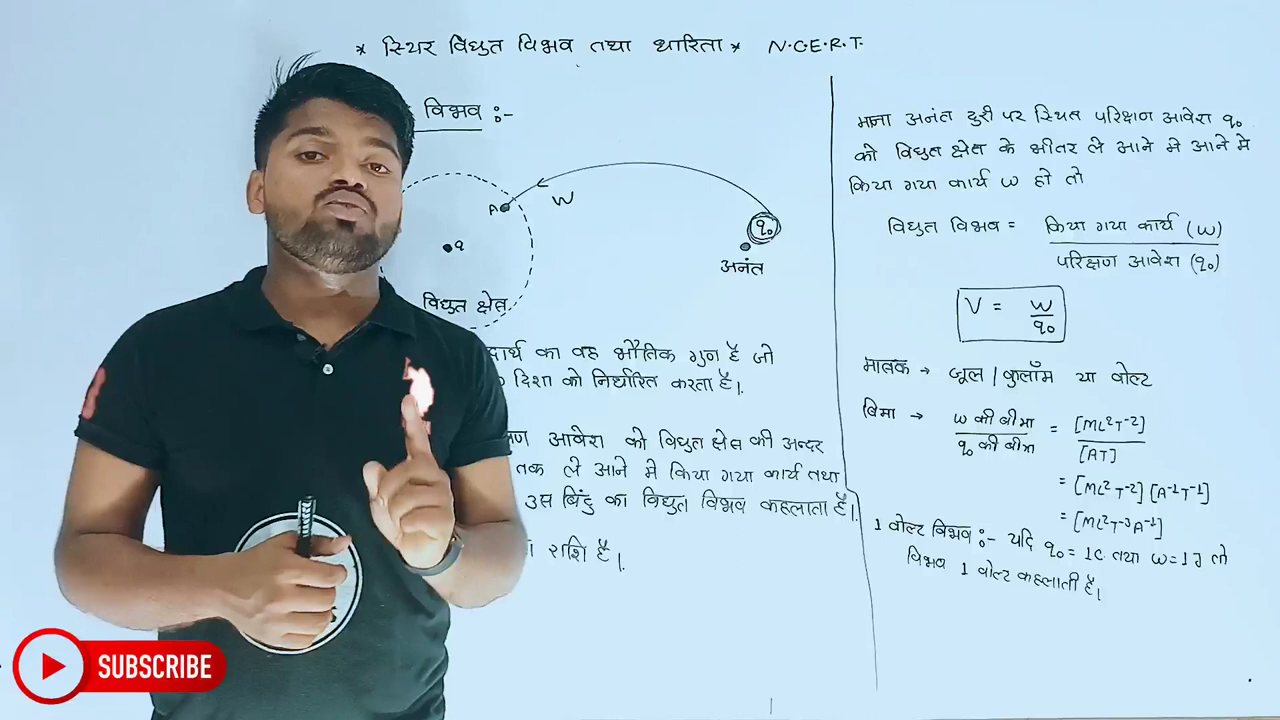 * स्थिर विद्युत विभव तथा धारिता * N.C.E.R.T.
विभव :-
A
W
q
q₀
अनंत
विद्युत क्षेत्र
का वह भौतिक गुन है जो
दिशा को निर्धारित करता है।
आवेश को विद्युत क्षेत्र की अन्दर
तक ले आने मे किया गया कार्य तथा
उस बिंदु का विद्युत विभव कहलाता है।
राशि है।
माना अनंत दुरी पर स्थित परिक्षण आवेश q₀
को विद्युत क्षेत्र के भीतर ले आने मे आने मे
किया गया कार्य W हो तो
विद्युत विभव = किया गया कार्य (W)
परिक्षण आवेश (q₀)
V = W
q₀
मात्रक → जूल / कुलॉम या वोल्ट
विमा → W की बीमा = [ML²T⁻²]
q₀ की बीमा [AT]
= [ML²T⁻²] [A⁻¹T⁻¹]
= [ML²T⁻³A⁻¹]
1 वोल्ट विभव :- यदि q₀ = 1C तथा W = 1J तो
विभव 1 वोल्ट कहलाती है।
SUBSCRIBE